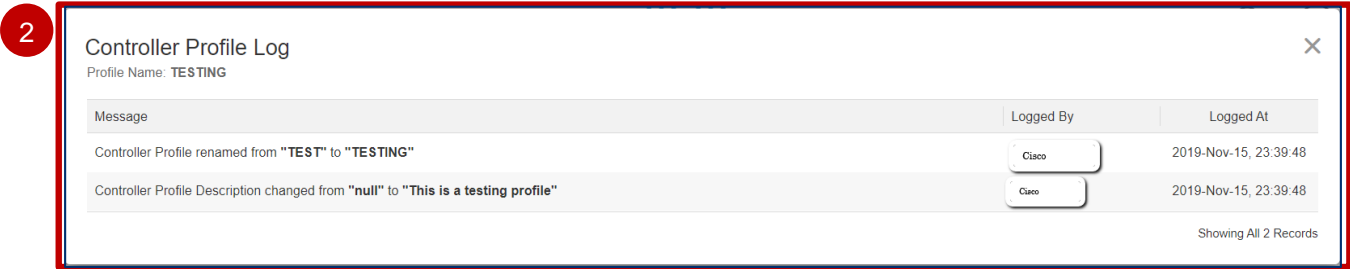 2
Controller Profile Log
Profile Name: TESTING
Message Logged By Logged At
Controller Profile renamed from "TEST" to "TESTING" Cisco 2019-Nov-15, 23:39:48
Controller Profile Description changed from "null" to "This is a testing profile" Cisco 2019-Nov-15, 23:39:48
Showing All 2 Records